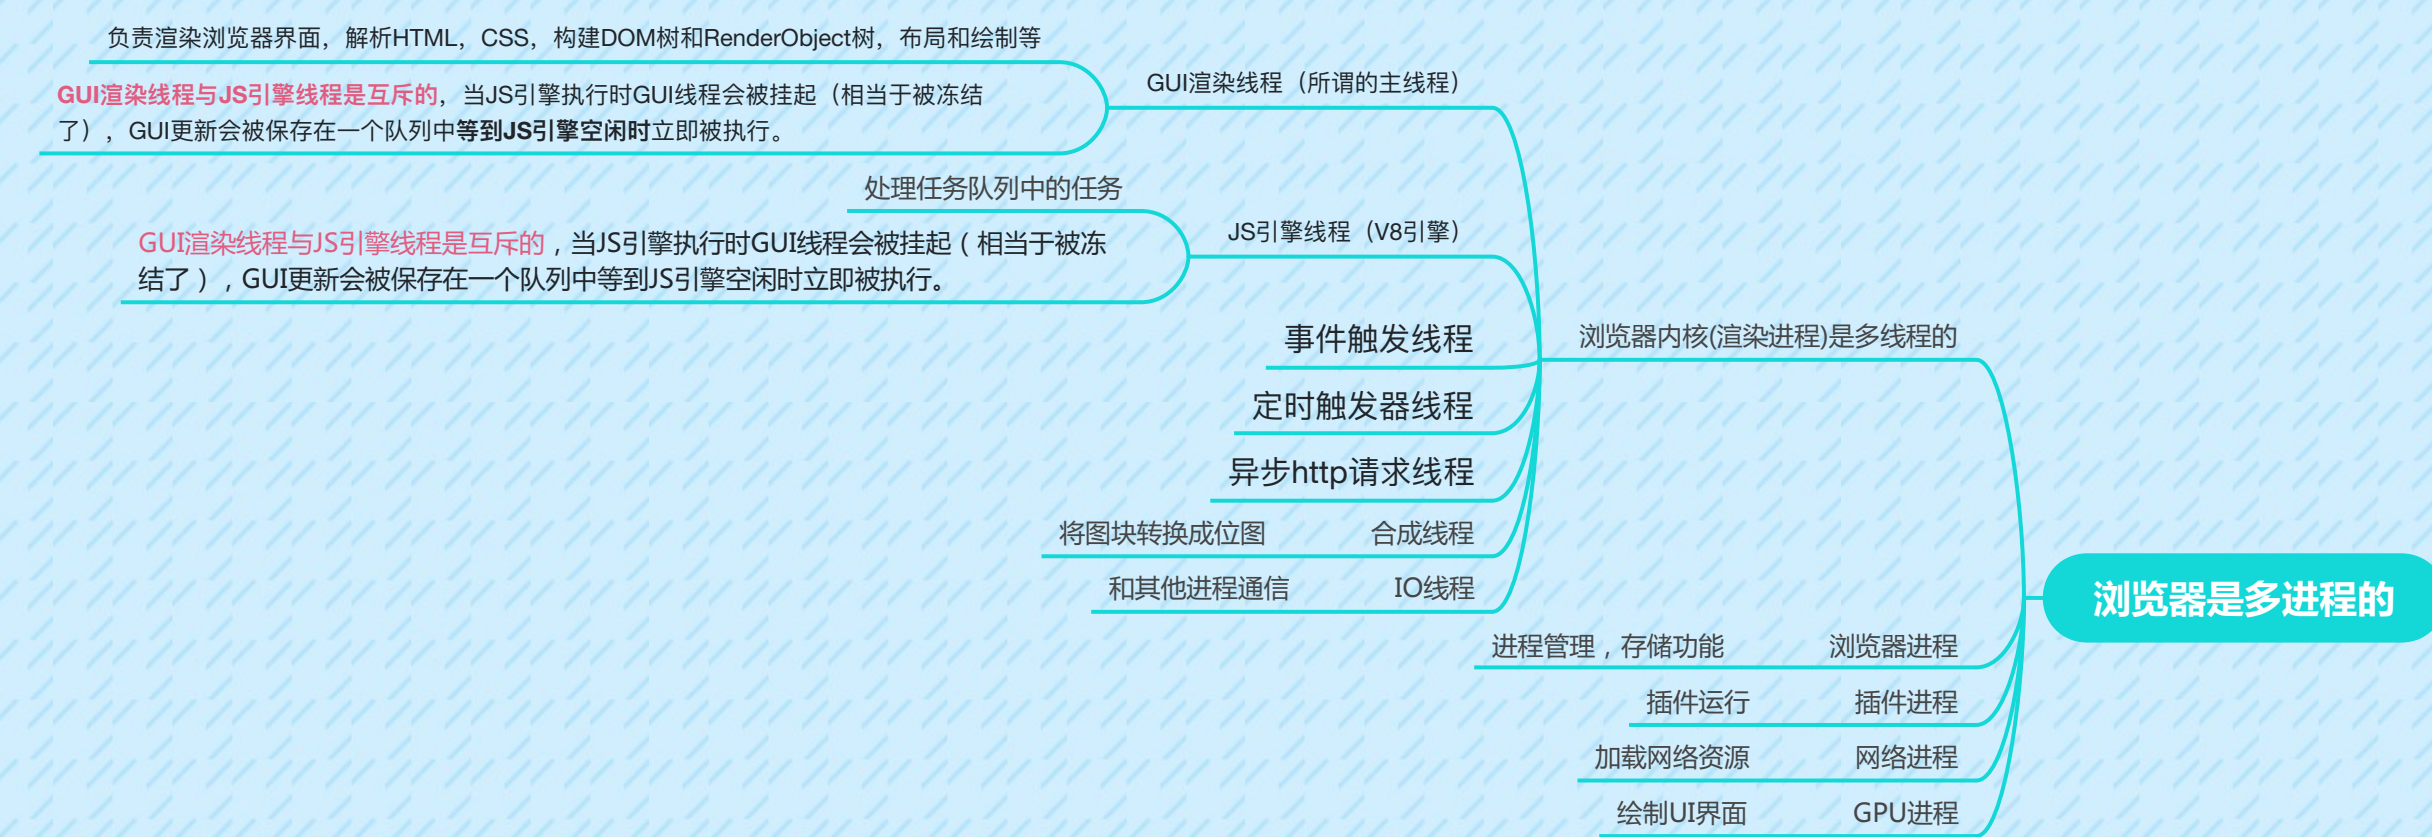 负责渲染浏览器界面，解析HTML，CSS，构建DOM树和RenderObject树，布局和绘制等
GUI渲染线程（所谓的主线程）
GUI渲染线程与JS引擎线程是互斥的，当JS引擎执行时GUI线程会被挂起（相当于被冻结
了），GUI更新会被保存在一个队列中等到JS引擎空闲时立即被执行。
处理任务队列中的任务
JS引擎线程（V8引擎）
GUI渲染线程与JS引擎线程是互斥的，当JS引擎执行时GUI线程会被挂起（相当于被冻
结了），GUI更新会被保存在一个队列中等到JS引擎空闲时立即被执行。
事件触发线程
浏览器内核(渲染进程)是多线程的
定时触发器线程
异步http请求线程
将图块转换成位图
合成线程
和其他进程通信
IO线程
浏览器是多进程的
进程管理，存储功能
浏览器进程
插件运行
插件进程
加载网络资源
网络进程
绘制UI界面
GPU进程